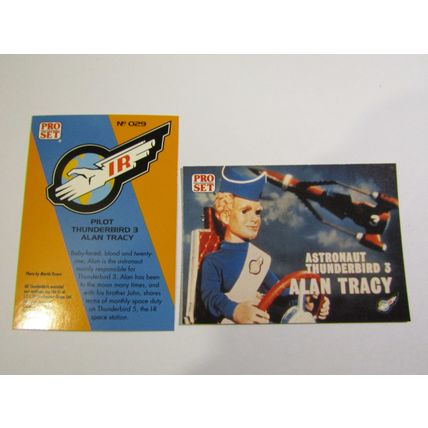 PRO
SET
Nº 029
I.R.
PILOT
THUNDERBIRD 3
ALAN TRACY
Baby-faced, blond and twenty-
one, Alan is the astronaut
mainly responsible for
Thunderbird 3. Alan has been
to the moon many times, and
with his brother John, shares
terms of monthly space duty
on Thunderbird 5, the I-R
space station.
PRO
SET
ASTRONAUT
THUNDERBIRD 3
ALAN TRACY